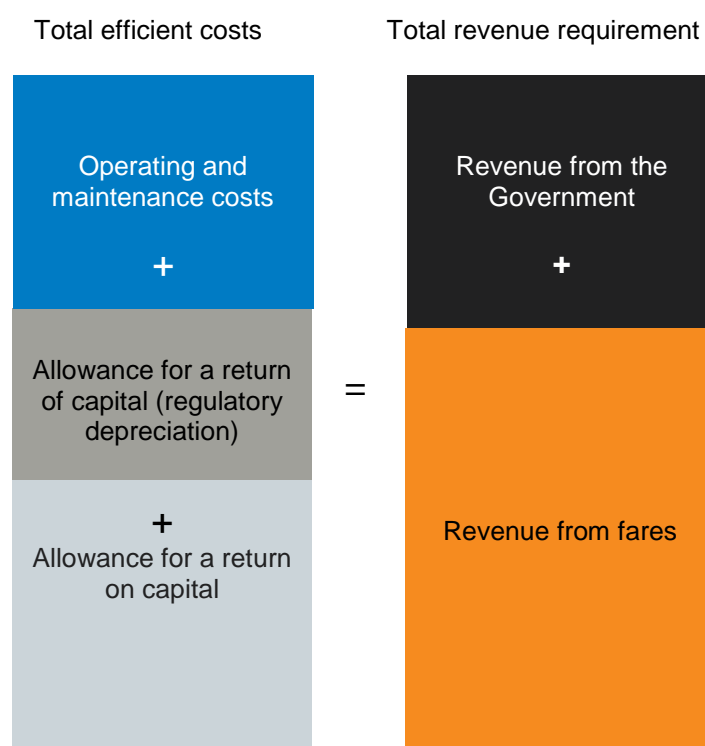 Total efficient costs
Total revenue requirement
Operating and
maintenance costs
+
Allowance for a return
of capital (regulatory
depreciation)
+
Allowance for a return
on capital
=
Revenue from the
Government
+
Revenue from fares